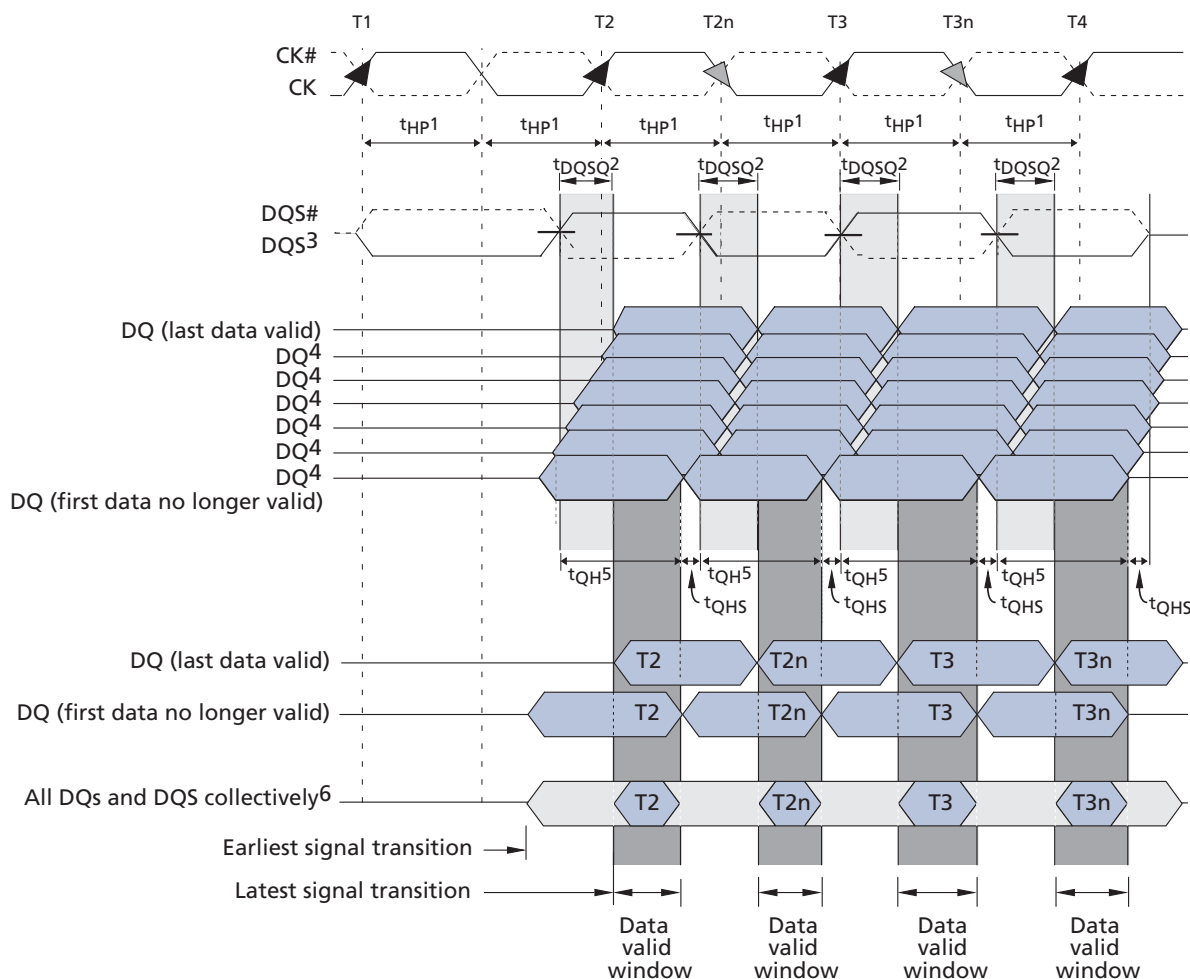 T1 T2 T2n T3 T3n T4
CK#
CK
tHP1 tHP1 tHP1 tHP1 tHP1 tHP1
tDQSQ2 tDQSQ2 tDQSQ2 tDQSQ2
DQS#
DQS3
DQ (last data valid)
DQ4
DQ4
DQ4
DQ4
DQ4
DQ4
DQ (first data no longer valid)
tQH5 tQH5 tQH5 tQH5
tQHS tQHS tQHS tQHS
DQ (last data valid) T2 T2n T3 T3n
DQ (first data no longer valid) T2 T2n T3 T3n
All DQs and DQS collectively6 T2 T2n T3 T3n
Earliest signal transition
Latest signal transition
Data Data Data Data
valid valid valid valid
window window window window